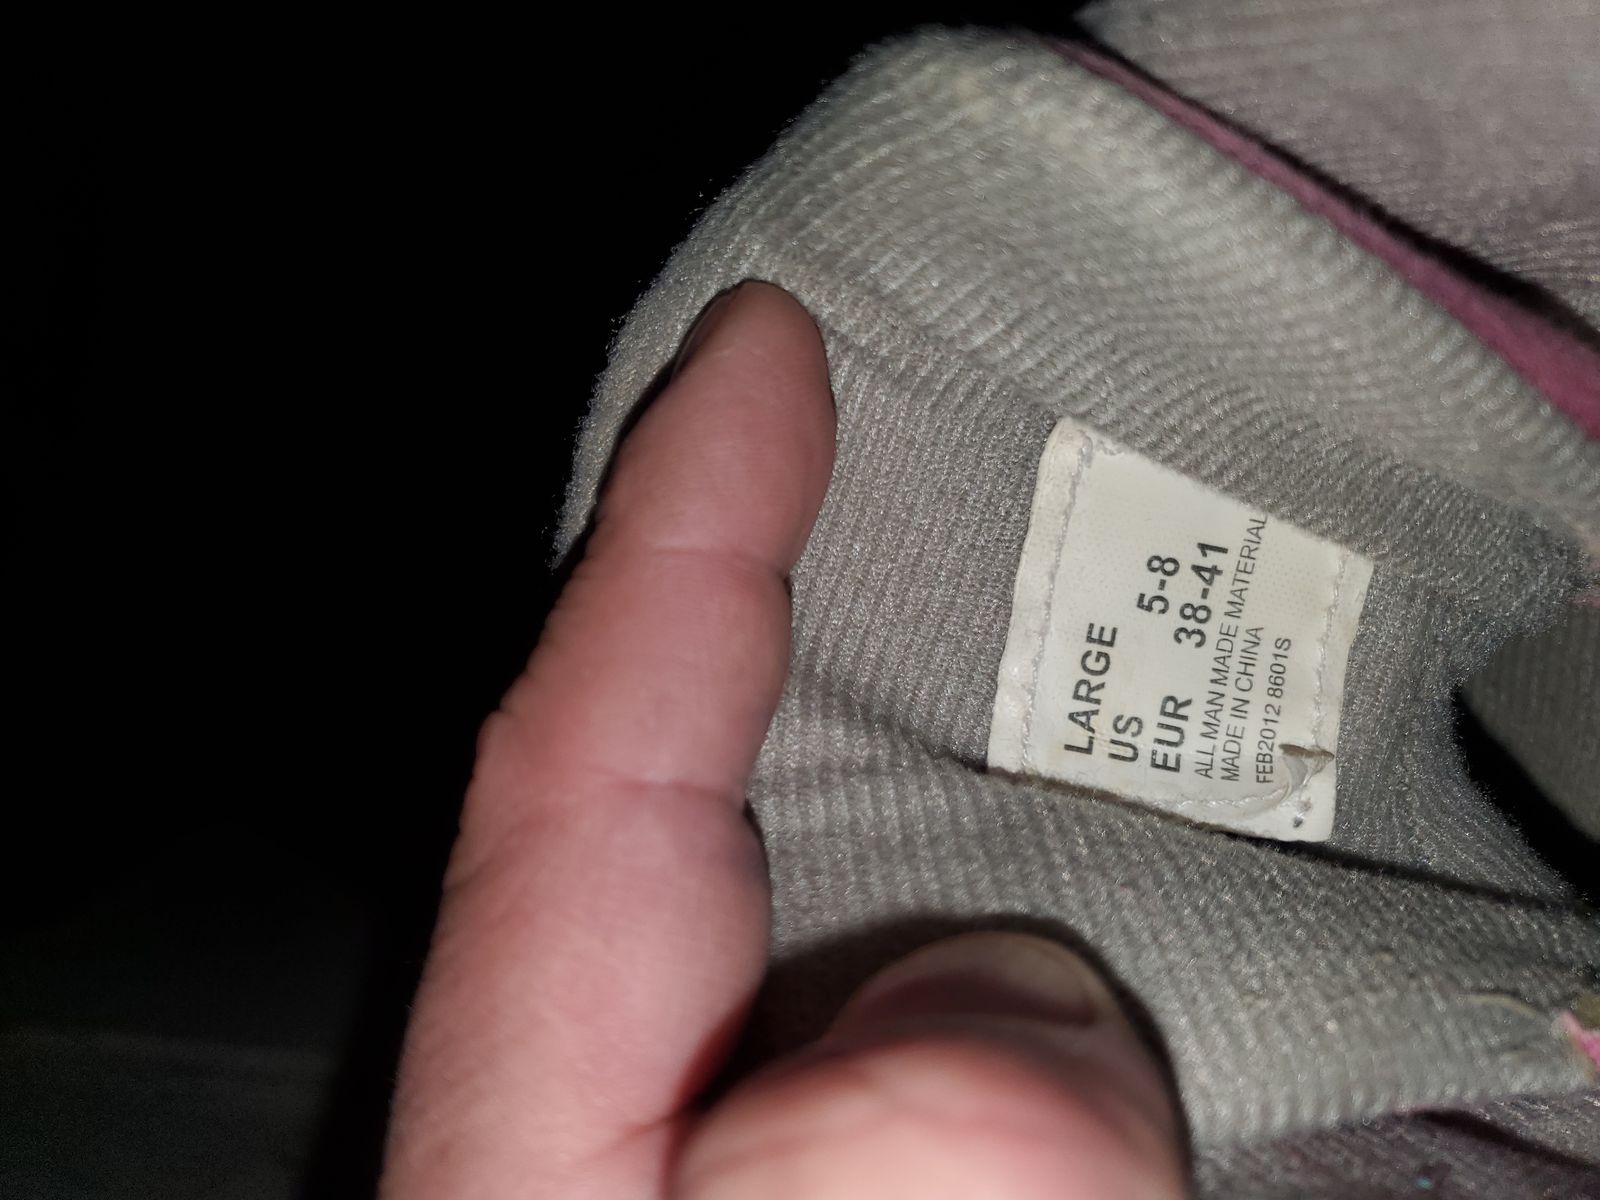 LARGE
US 5-8
EUR 38-41
ALL MAN MADE MATERIAL
MADE IN CHINA
FEB2012 8601S